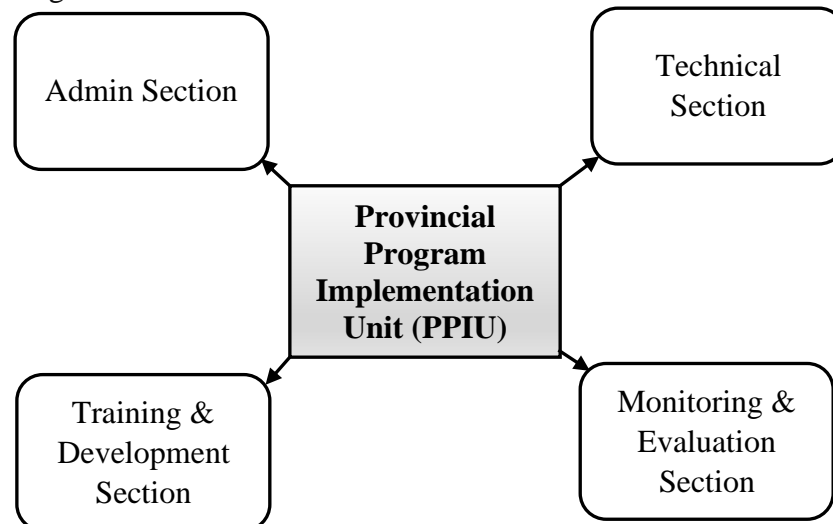 Admin Section
Technical
Section
Provincial
Program
Implementation
Unit (PPIU)
Training &
Development
Section
Monitoring &
Evaluation
Section